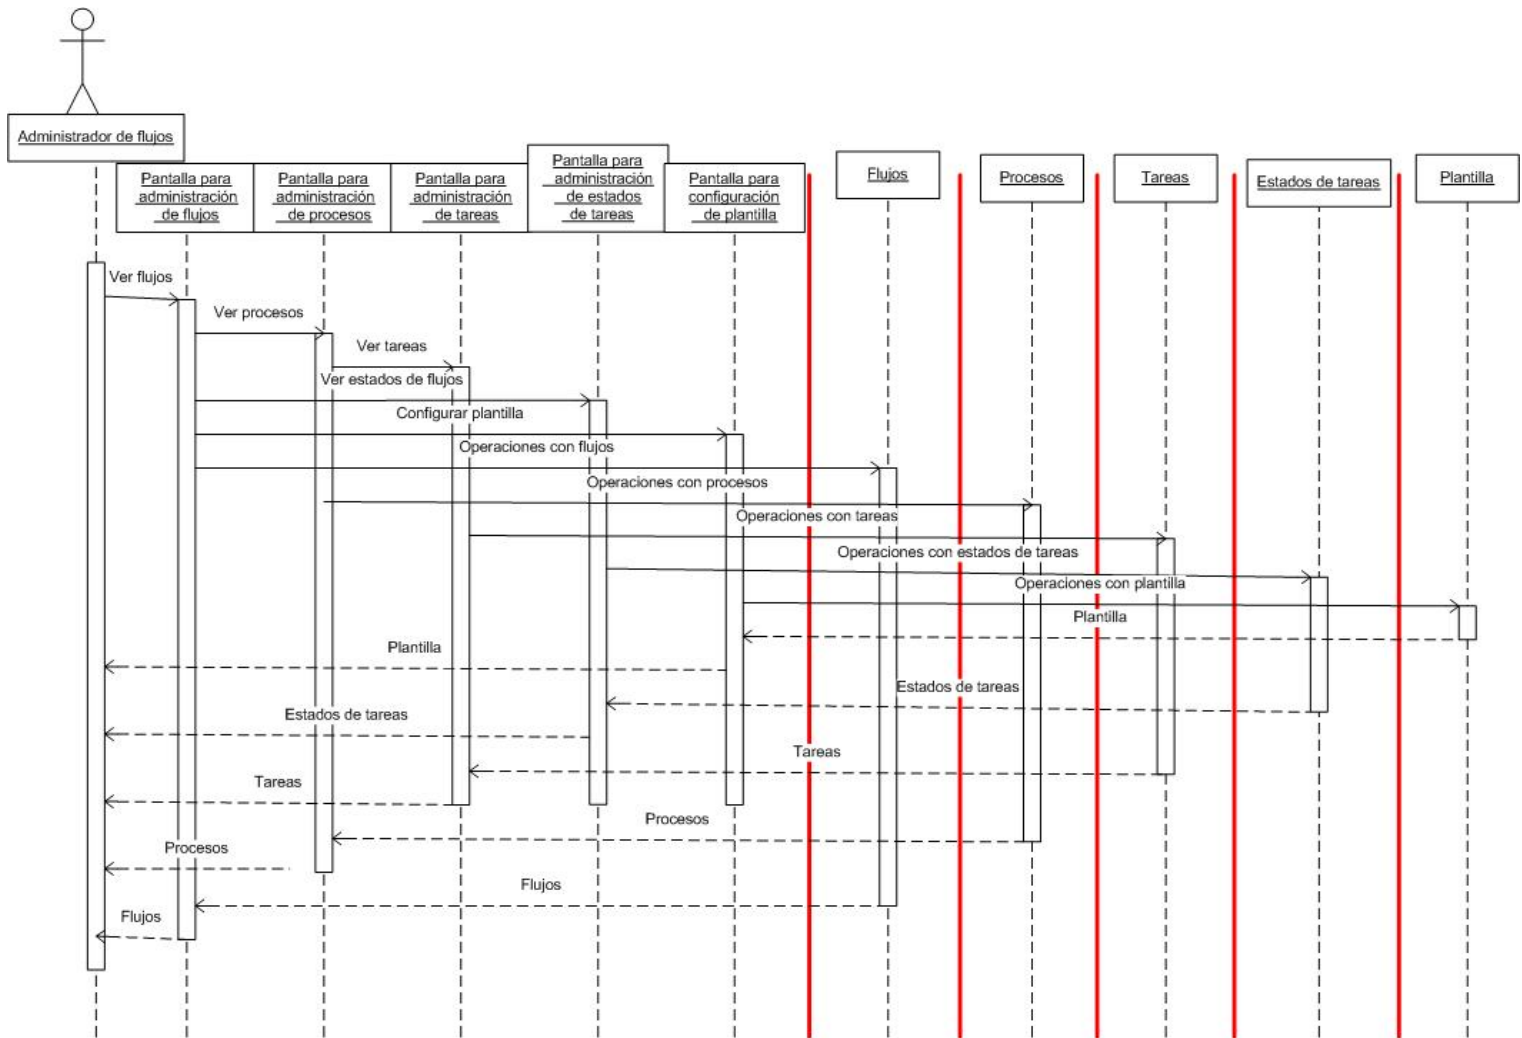 Administrador de flujos
Pantalla para
administración
de flujos
Pantalla para
administración
de procesos
Pantalla para
administración
de tareas
Pantalla para
administración
de estados
de tareas
Pantalla para
configuración
de plantilla
Flujos
Procesos
Tareas
Estados de tareas
Plantilla
Ver flujos
Ver procesos
Ver tareas
Ver estados de flujos
Configurar plantilla
Operaciones con flujos
Operaciones con procesos
Operaciones con tareas
Operaciones con estados de tareas
Operaciones con plantilla
Plantilla
Plantilla
Estados de tareas
Estados de tareas
Tareas
Tareas
Procesos
Procesos
Flujos
Flujos